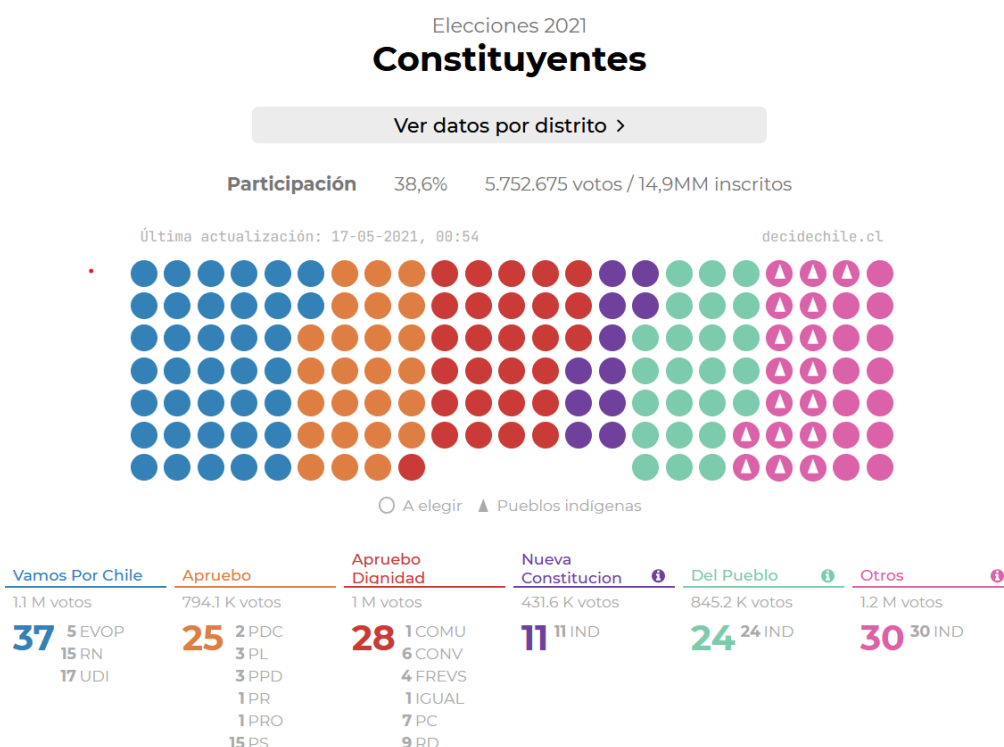 Elecciones 2021
Constituyentes
Ver datos por distrito >
Participación 38,6% 5.752.675 votos / 14,9MM inscritos
Última actualización: 17-05-2021, 00:54 decidechile.cl
A elegir Pueblos indígenas
Vamos Por Chile
1.1 M votos
37
5 EVOP
15 RN
17 UDI
Apruebo
794.1 K votos
25
2 PDC
3 PL
3 PPD
1 PR
1 PRO
15 PS
Apruebo
Dignidad
1 M votos
28
1 COMU
6 CONV
4 FREVS
1 IGUAL
7 PC
9 RD
Nueva
Constitucion
431.6 K votos
11
11 IND
Del Pueblo
845.2 K votos
24
24 IND
Otros
1.2 M votos
30
30 IND